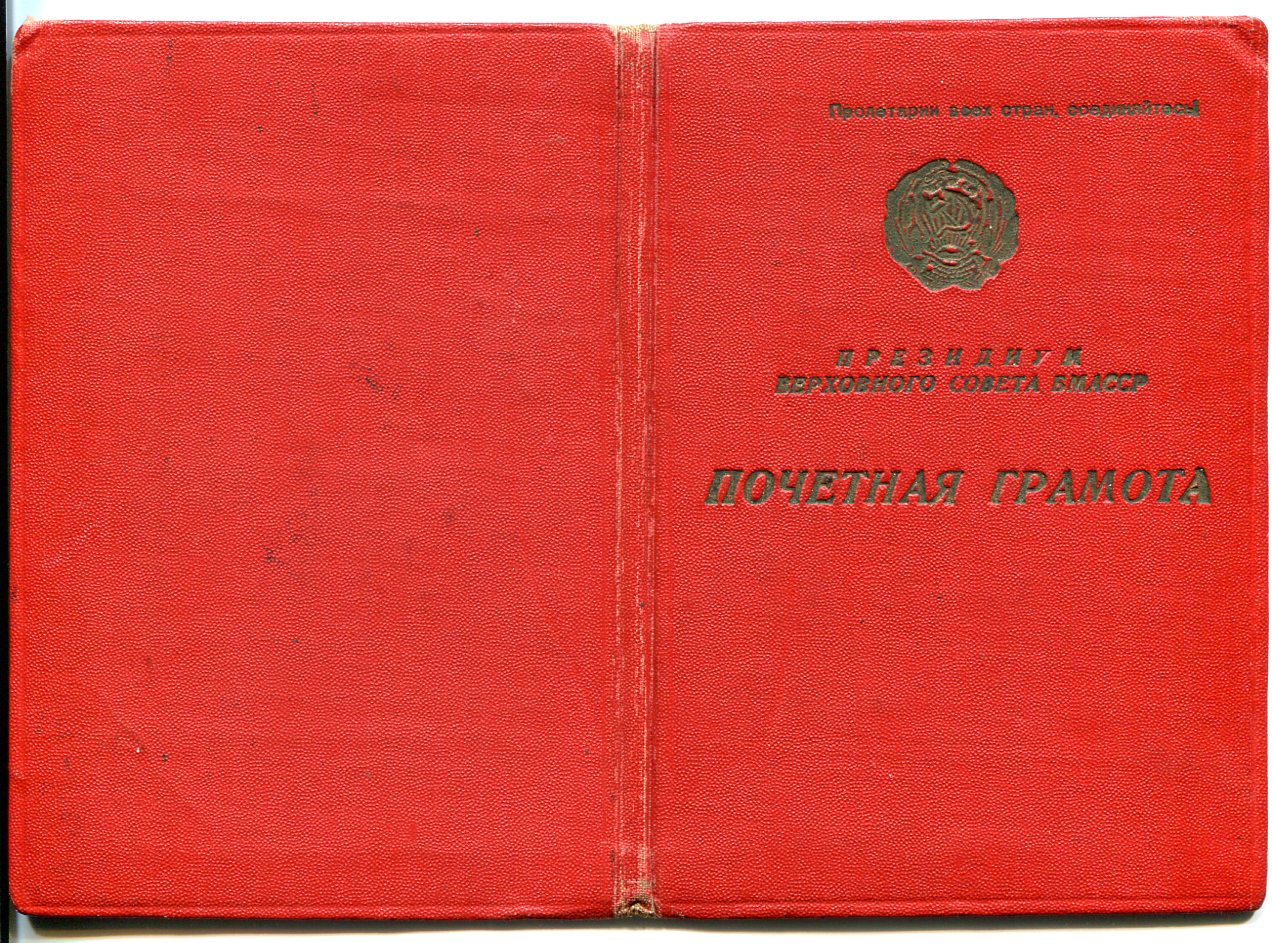 Пролетарии всех стран, соединяйтесь!
ПРЕЗИДИУМ
ВЕРХОВНОГО СОВЕТА БМАССР
ПОЧЕТНАЯ ГРАМОТА